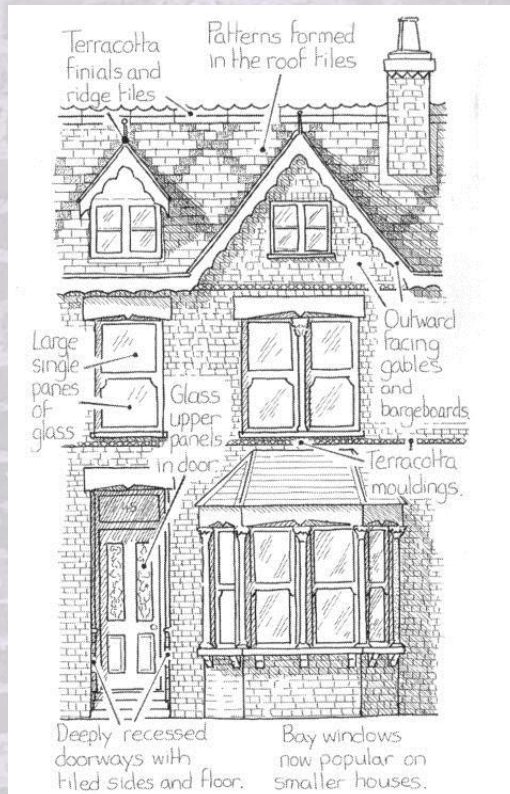 Terracotta
finials and
ridge tiles
Patterns formed
in the roof tiles
Large
single
panes
of
glass
Glass
upper
panels
in door.
Outward
facing
gables
and
bargeboards.
Terracotta
mouldings.
45
Deeply recessed
doorways with
tiled sides and floor.
Bay windows
now popular on
smaller houses.